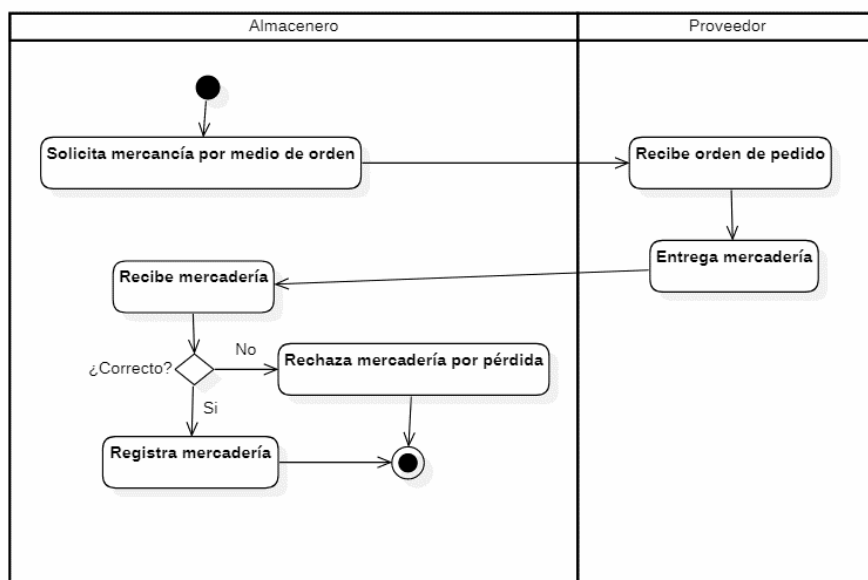 Almacenero
Proveedor
Solicita mercancía por medio de orden
Recibe orden de pedido
Entrega mercadería
Recibe mercadería
¿Correcto?
No
Rechaza mercadería por pérdida
Si
Registra mercadería